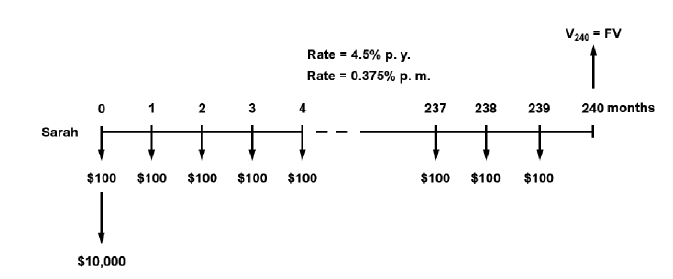 V240 = FV
Rate = 4.5% p. y.
Rate = 0.375% p. m.
0 1 2 3 4 237 238 239 240 months
Sarah
$100 $100 $100 $100 $100 $100 $100 $100
$10,000